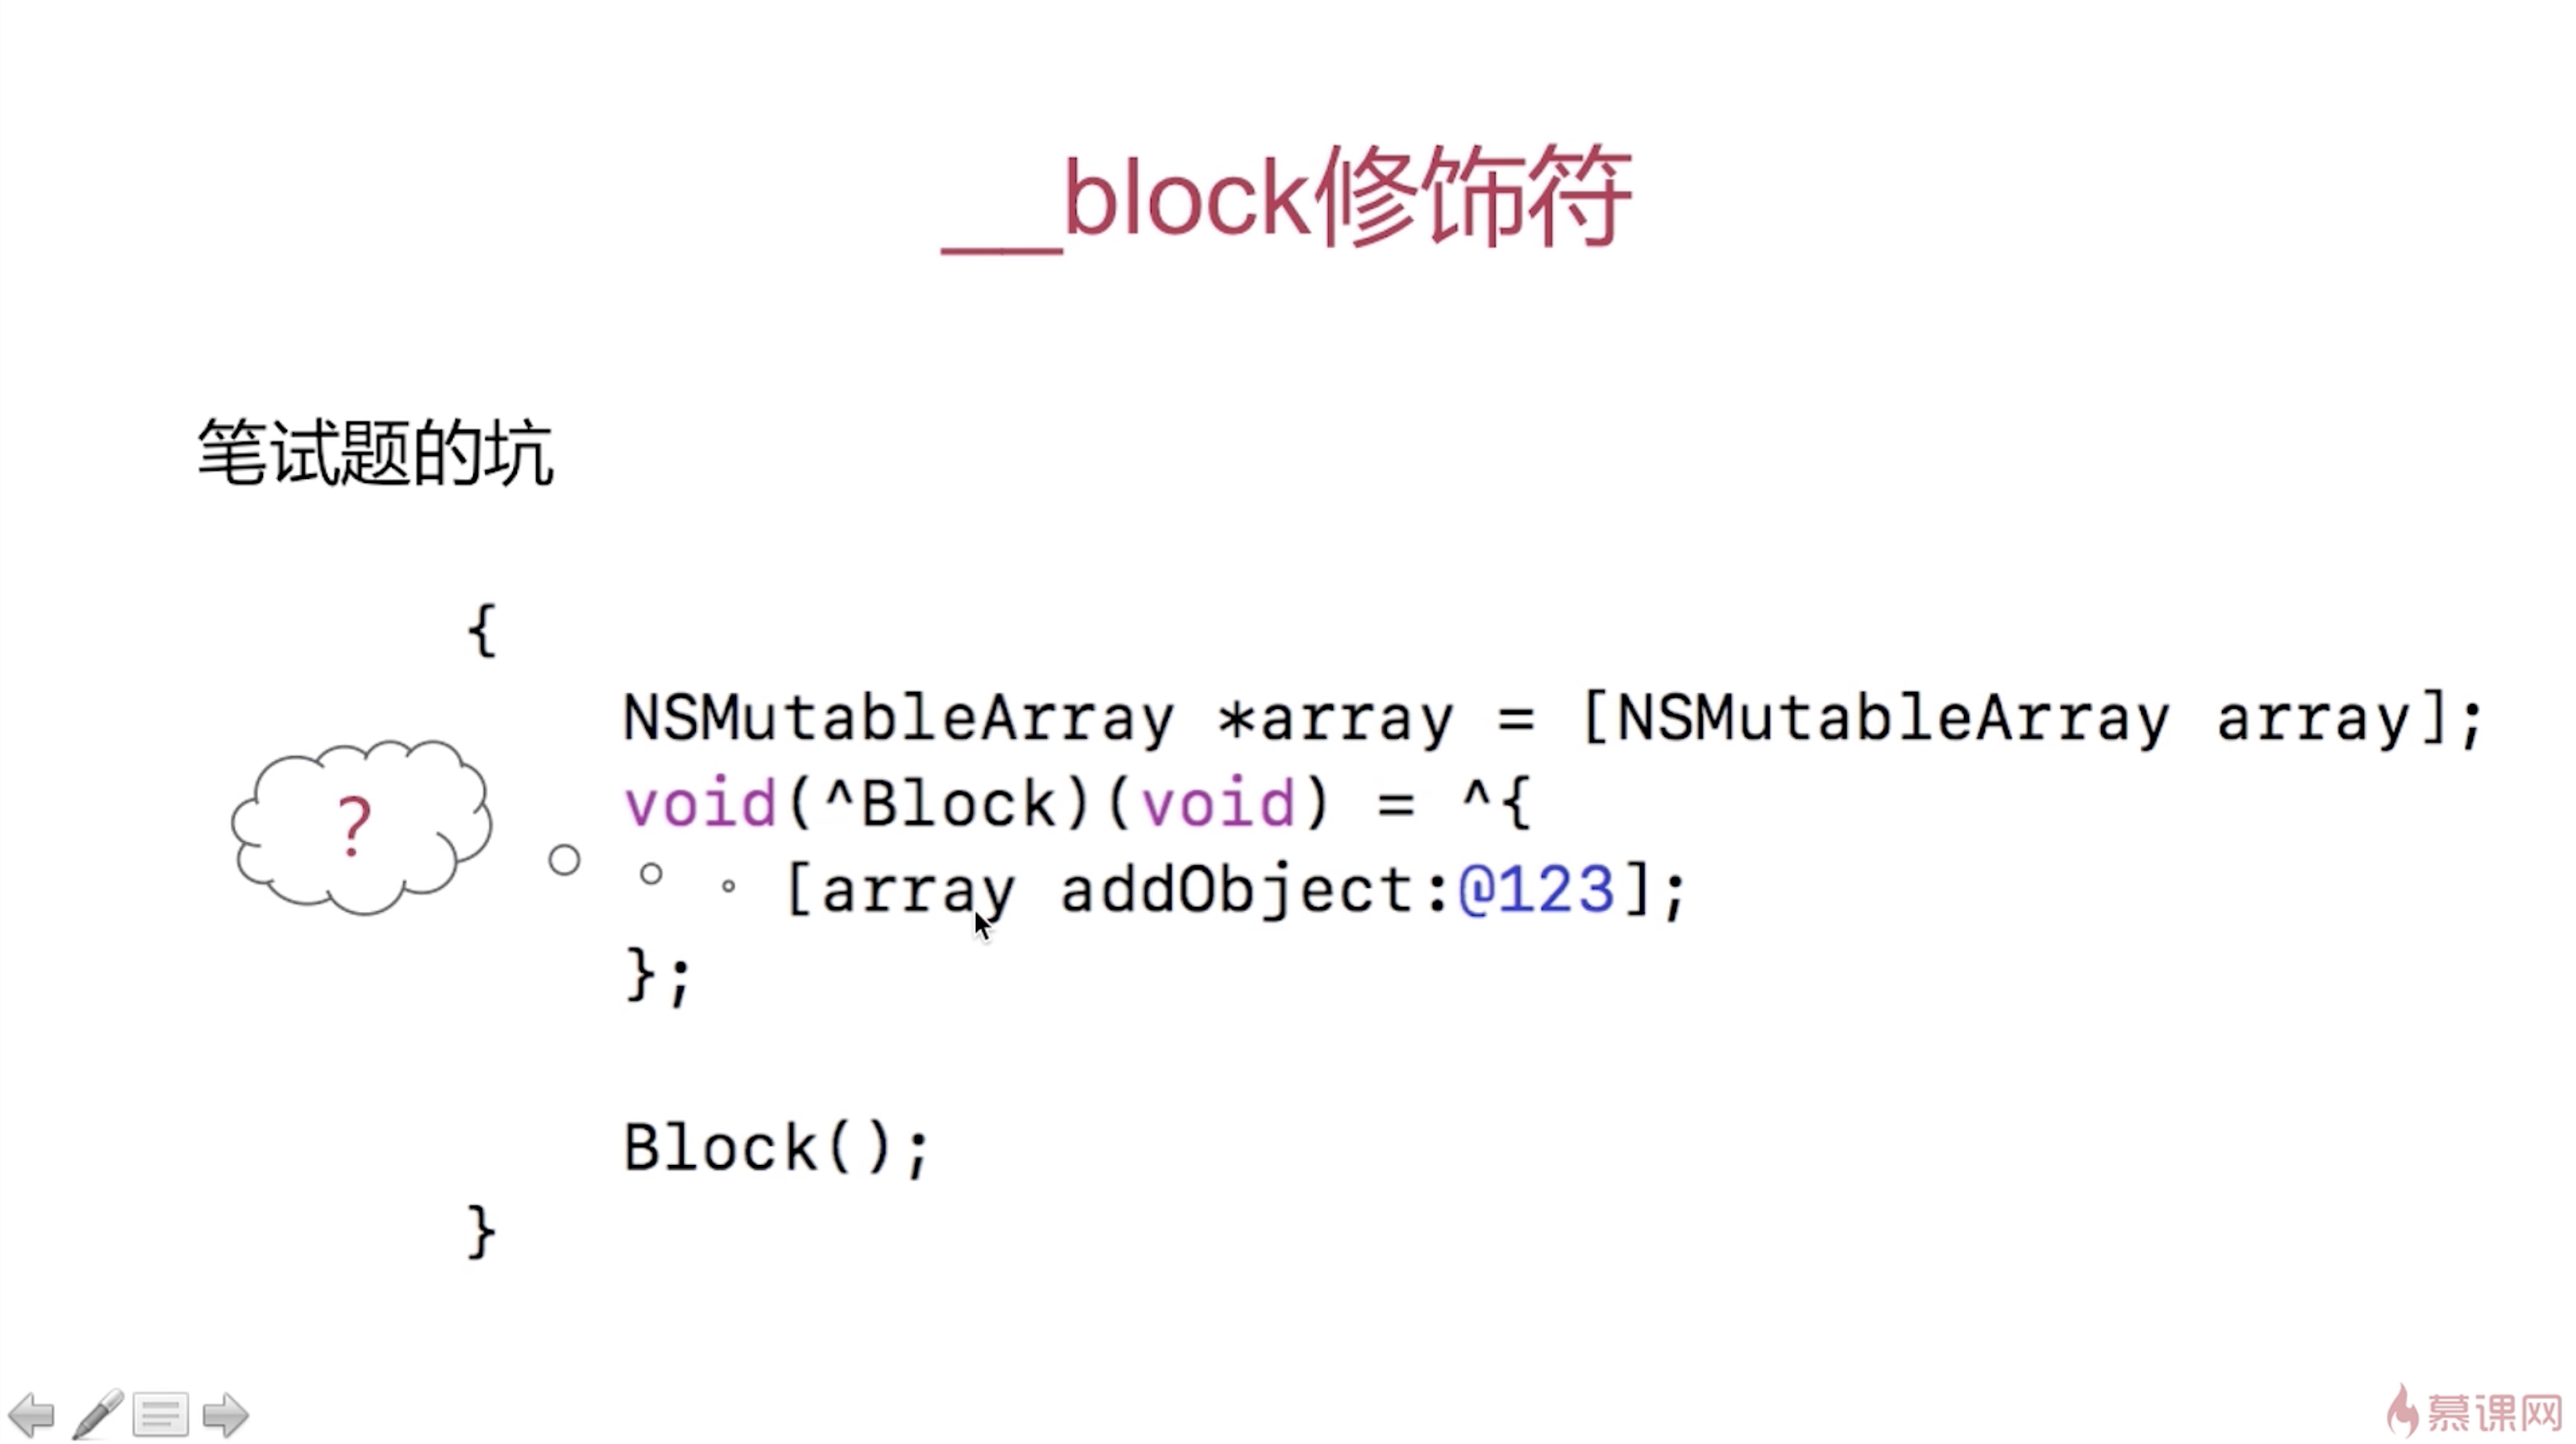 __block修饰符
笔试题的坑
{
NSMutableArray *array = [NSMutableArray array];
void(^Block)(void) = ^{
?
[array addObject:@123];
};
Block();
}
慕课网